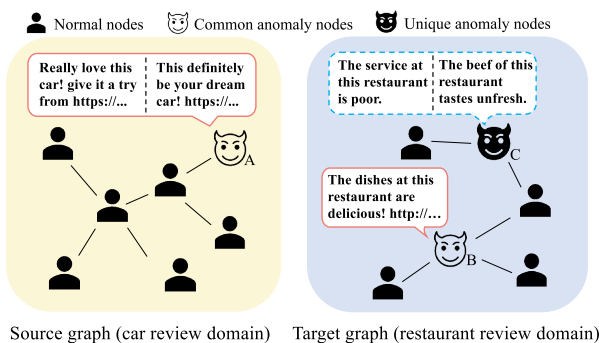 Normal nodes Common anomaly nodes Unique anomaly nodes
Really love this
car! give it a try
from https://...
This definitely
be your dream
car! https://...
A
The service at
this restaurant
is poor.
The beef of this
restaurant
tastes unfresh.
C
The dishes at this
restaurant are
delicious! http://…
B
Source graph (car review domain)
Target graph (restaurant review domain)